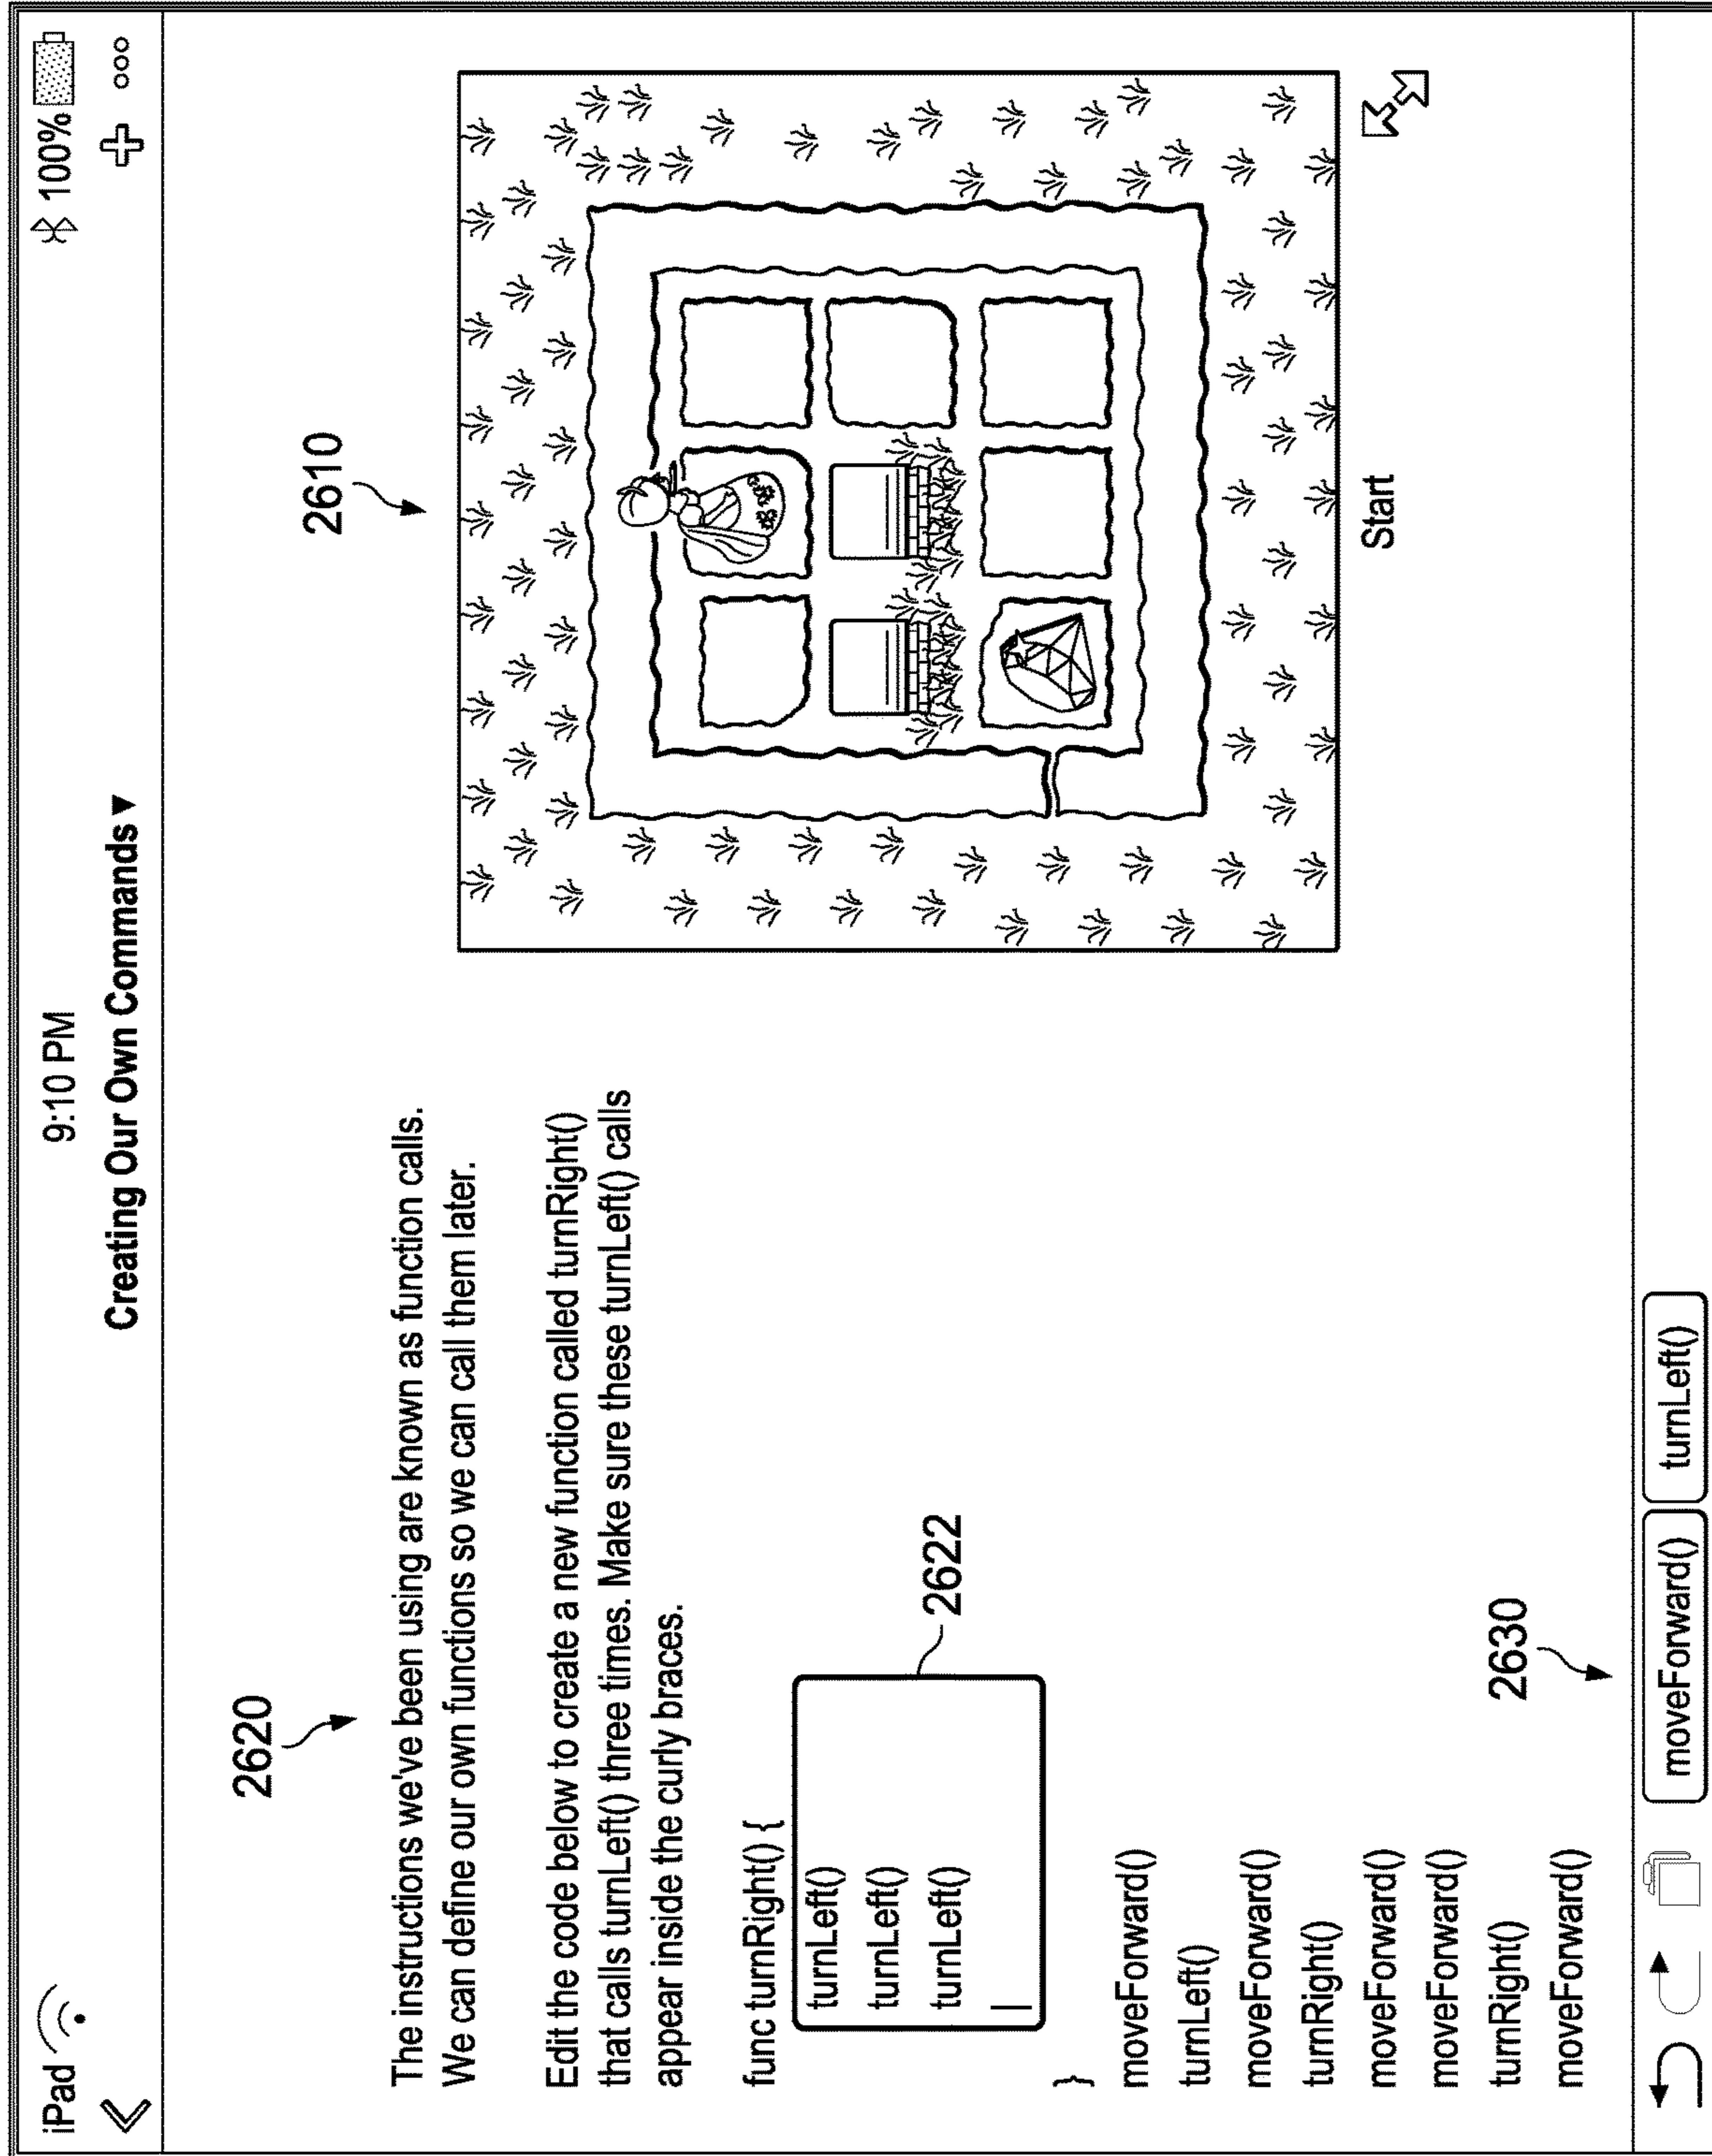 iPad
9:10 PM
100%
Creating Our Own Commands
2620
The instructions we've been using are known as function calls.
We can define our own functions so we can call them later.
Edit the code below to create a new function called turnRight()
that calls turnLeft() three times. Make sure these turnLeft() calls
appear inside the curly braces.
func turnRight() {
turnLeft()
turnLeft()
turnLeft()
2622
}
moveForward()
turnLeft()
moveForward()
turnRight()
moveForward()
moveForward()
turnRight()
moveForward()
2610
Start
2630
moveForward()
turnLeft()